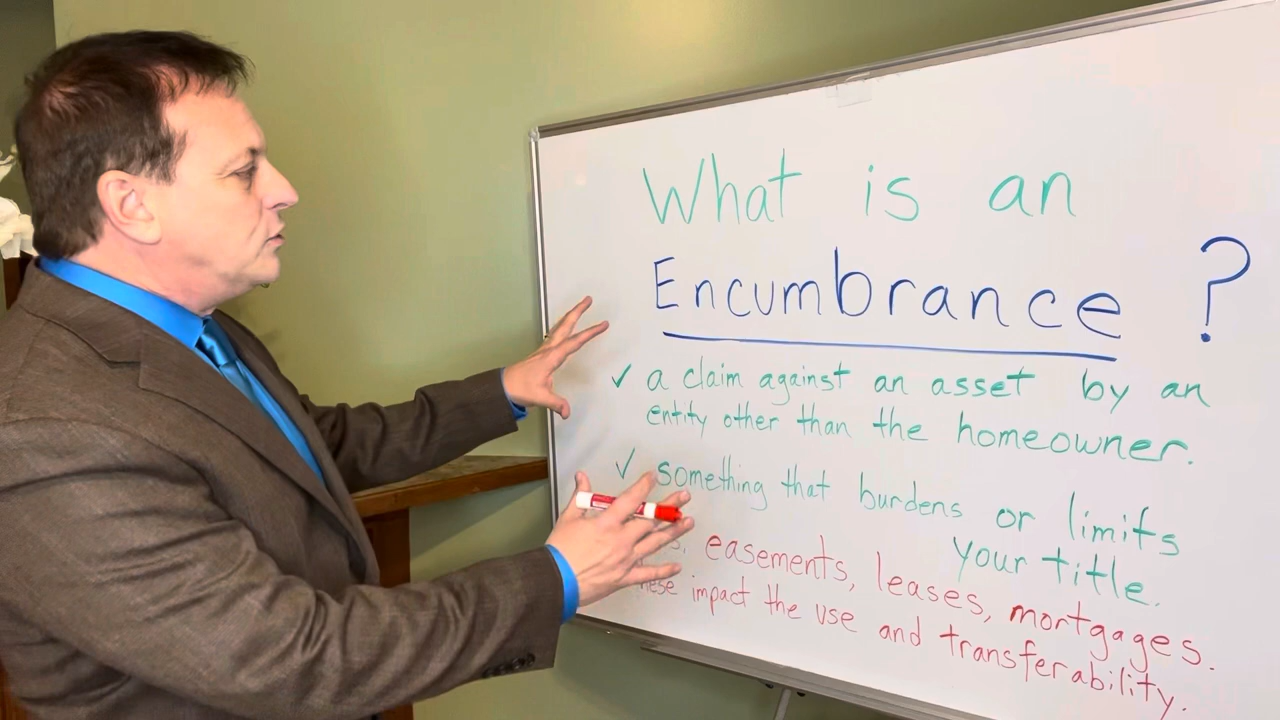 What is an
Encumbrance ?
✓ a claim against an asset by an
entity other than the homeowner.
✓ something that burdens or limits
your title.
easements, leases, mortgages.
impact the use and transferability.